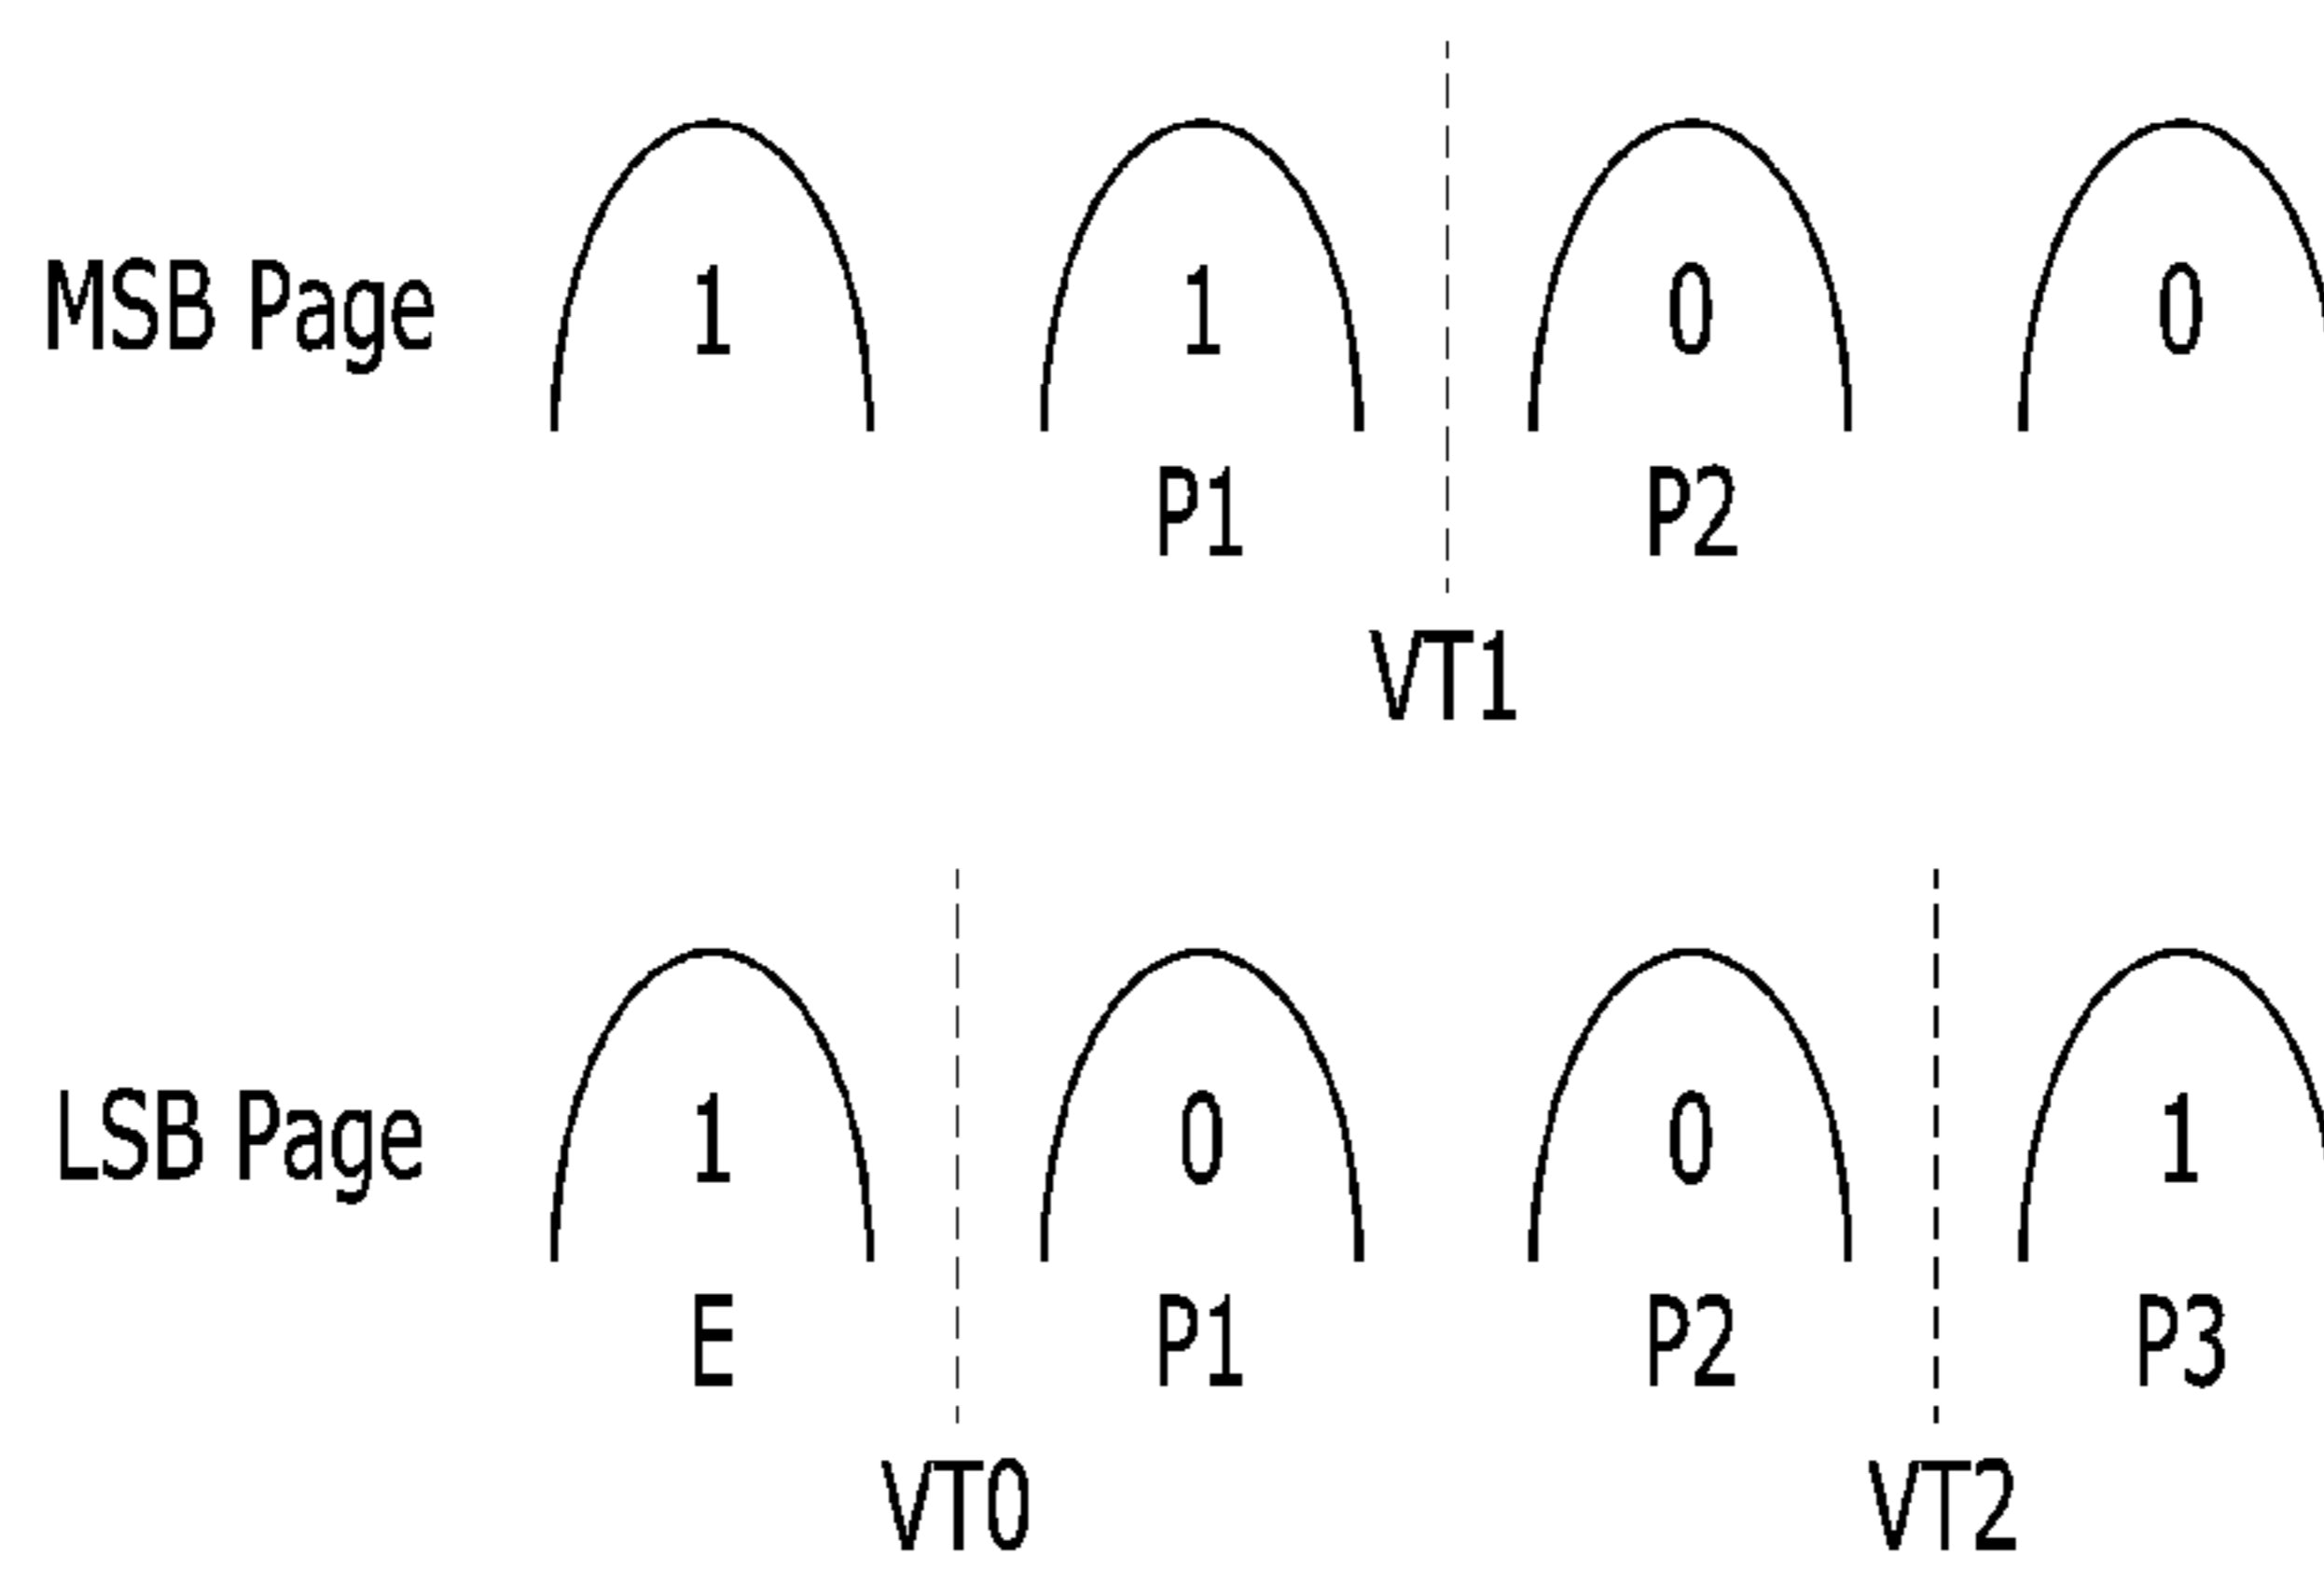 MSB Page 1 1 0 0
P1 P2
VT1
LSB Page 1 0 0 1
E P1 P2 P3
VT0 VT2